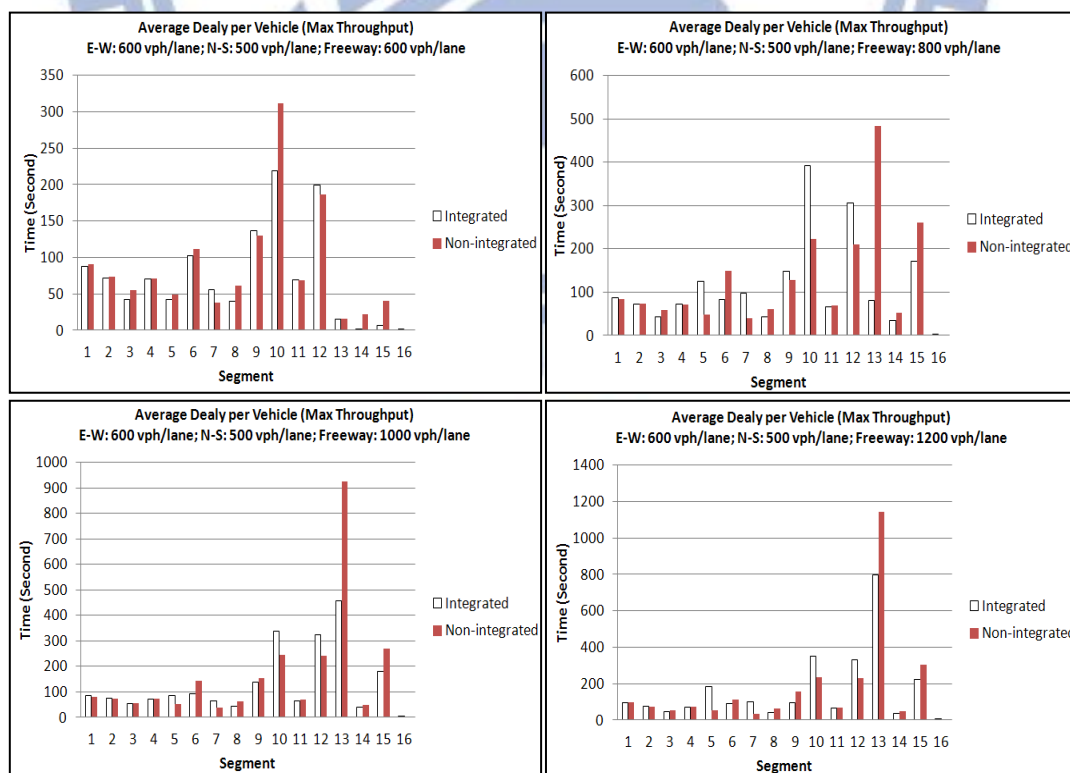 Average Dealy per Vehicle (Max Throughput)
E-W: 600 vph/lane; N-S: 500 vph/lane; Freeway: 600 vph/lane
350
300
250
200
150
100
50
0
Time (Second)
1 2 3 4 5 6 7 8 9 10 11 12 13 14 15 16
Segment
Integrated
Non-integrated
Average Dealy per Vehicle (Max Throughput)
E-W: 600 vph/lane; N-S: 500 vph/lane; Freeway: 800 vph/lane
600
500
400
300
200
100
0
Time (Second)
1 2 3 4 5 6 7 8 9 10 11 12 13 14 15 16
Segment
Integrated
Non-integrated
Average Dealy per Vehicle (Max Throughput)
E-W: 600 vph/lane; N-S: 500 vph/lane; Freeway: 1000 vph/lane
1000
900
800
700
600
500
400
300
200
100
0
Time (Second)
1 2 3 4 5 6 7 8 9 10 11 12 13 14 15 16
Segment
Integrated
Non-integrated
Average Dealy per Vehicle (Max Throughput)
E-W: 600 vph/lane; N-S: 500 vph/lane; Freeway: 1200 vph/lane
1400
1200
1000
800
600
400
200
0
Time (Second)
1 2 3 4 5 6 7 8 9 10 11 12 13 14 15 16
Segment
Integrated
Non-integrated